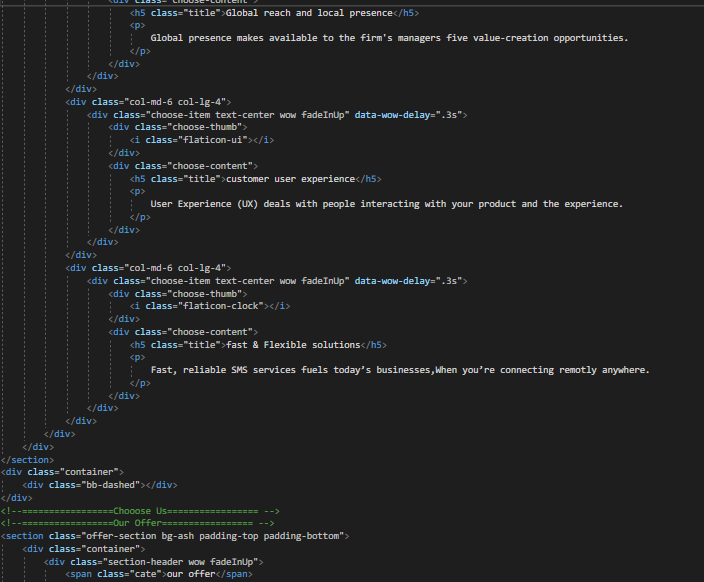 <div class="choose-content">
<h5 class="title">Global reach and local presence</h5>
<p>
Global presence makes available to the firm's managers five value-creation opportunities.
</p>
</div>
</div>
</div>
<div class="col-md-6 col-lg-4">
<div class="choose-item text-center wow fadeInUp" data-wow-delay=".3s">
<div class="choose-thumb">
<i class="flaticon-ui"></i>
</div>
<div class="choose-content">
<h5 class="title">customer user experience</h5>
<p>
User Experience (UX) deals with people interacting with your product and the experience.
</p>
</div>
</div>
</div>
<div class="col-md-6 col-lg-4">
<div class="choose-item text-center wow fadeInUp" data-wow-delay=".3s">
<div class="choose-thumb">
<i class="flaticon-clock"></i>
</div>
<div class="choose-content">
<h5 class="title">fast & Flexible solutions</h5>
<p>
Fast, reliable SMS services fuels today’s businesses,When you’re connecting remotly anywhere.
</p>
</div>
</div>
</div>
</div>
</div>
</section>
<div class="container">
<div class="bb-dashed"></div>
</div>
<!--=================Chooose Us================= -->
<!--=================Our Offer================= -->
<section class="offer-section bg-ash padding-top padding-bottom">
<div class="container">
<div class="section-header wow fadeInUp">
<span class="cate">our offer</span>